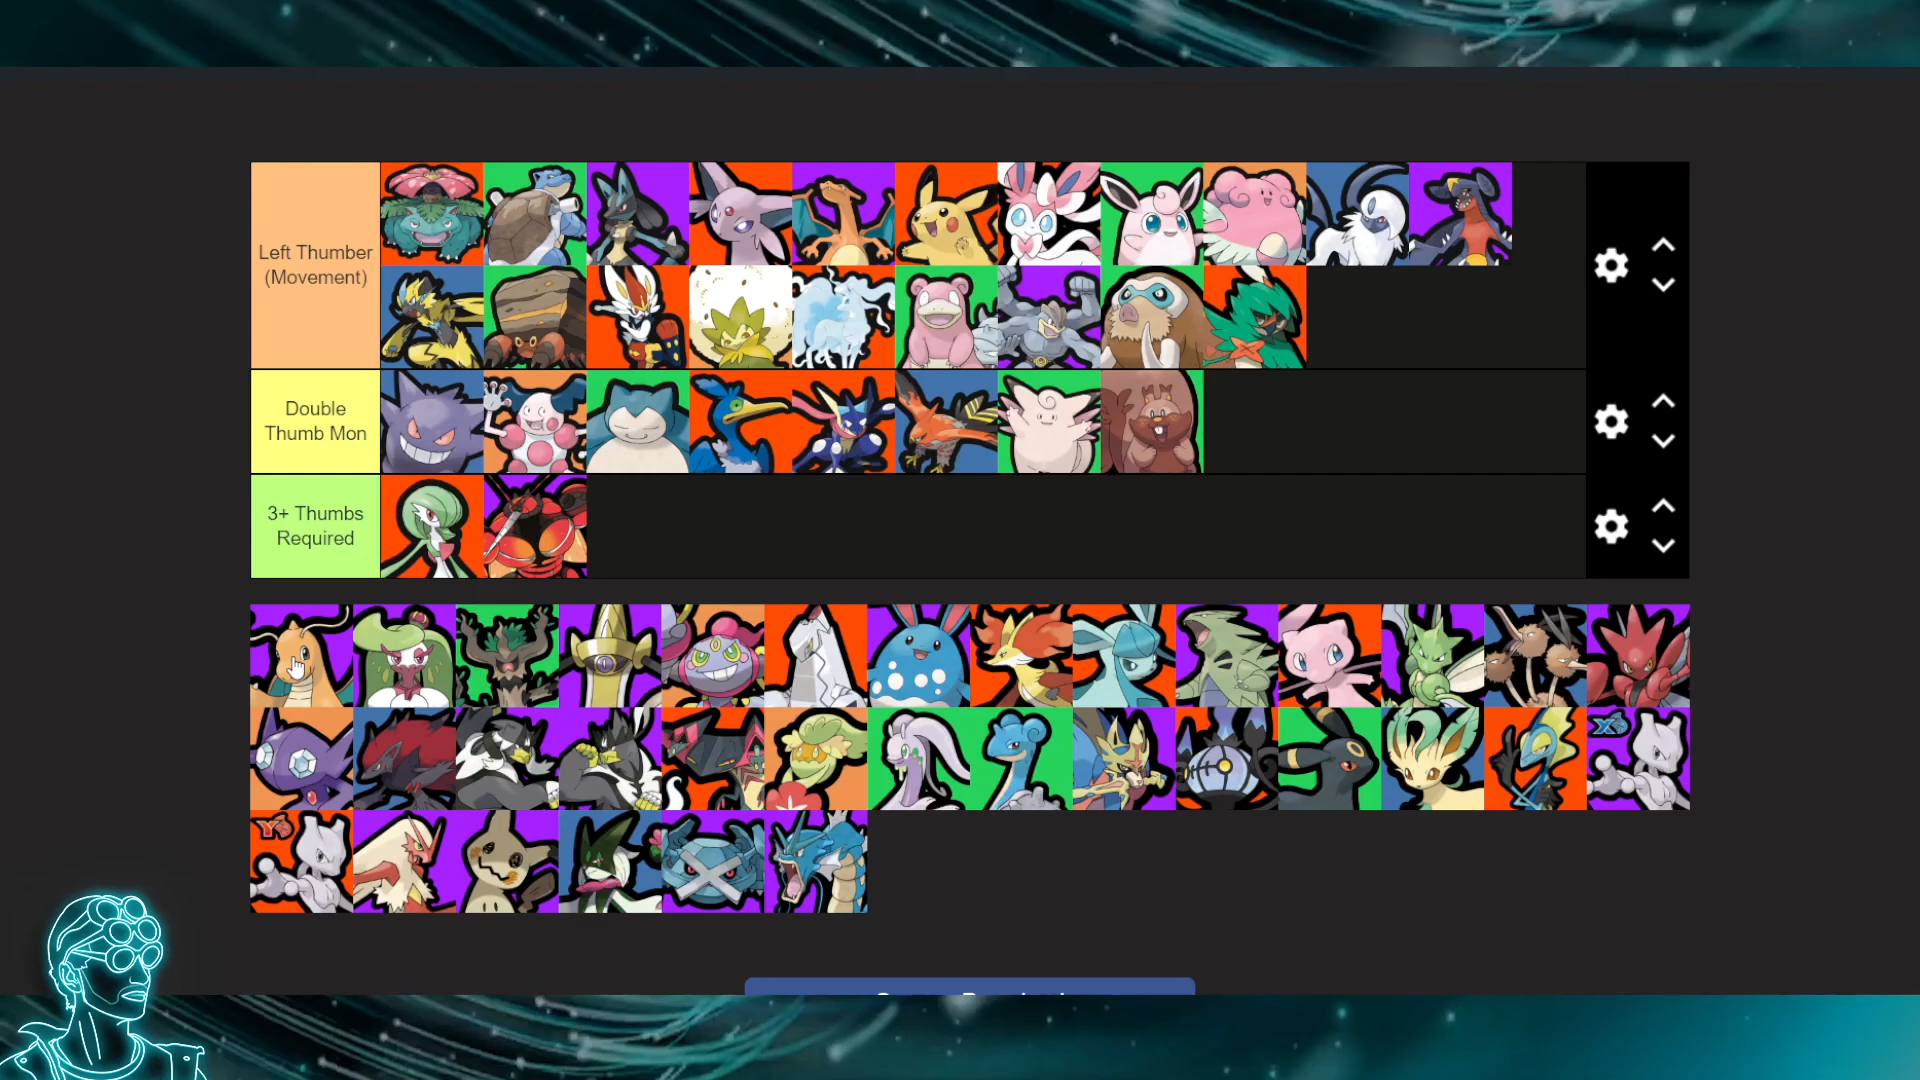 Left Thumber
(Movement)
Double
Thumb Mon
3+ Thumbs
Required
X
Y